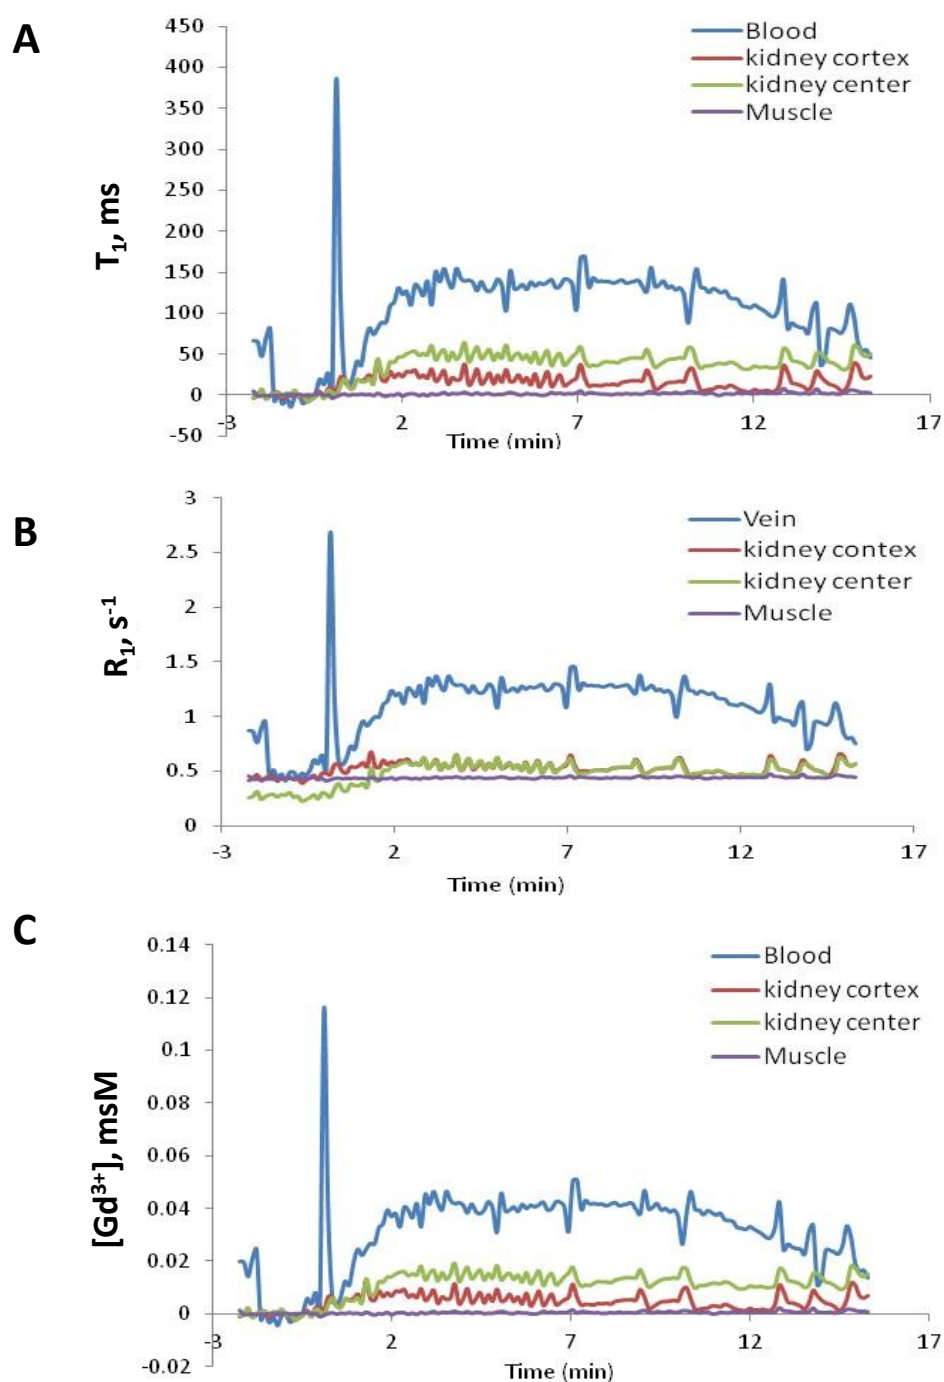 A
450
400
350
300
250
200
150
100
50
0
-50
T1, ms
Blood
kidney cortex
kidney center
Muscle
-3
2
7
12
17
Time (min)
B
3
2.5
2
1.5
1
0.5
0
R1, s-1
Vein
kidney contex
kidney center
Muscle
-3
2
7
12
17
Time (min)
C
0.14
0.12
0.1
0.08
0.06
0.04
0.02
0
-0.02
[Gd3+], msM
Blood
kidney cortex
kidney center
Muscle
-3
2
7
12
17
Time (min)